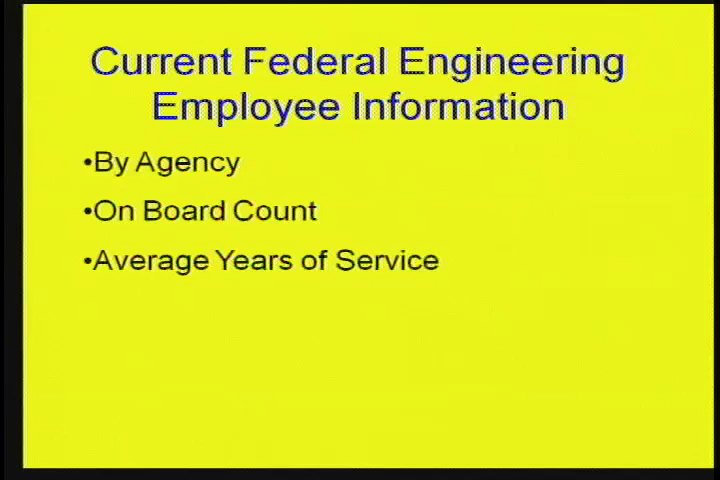 Current Federal Engineering
Employee Information
•By Agency
•On Board Count
•Average Years of Service